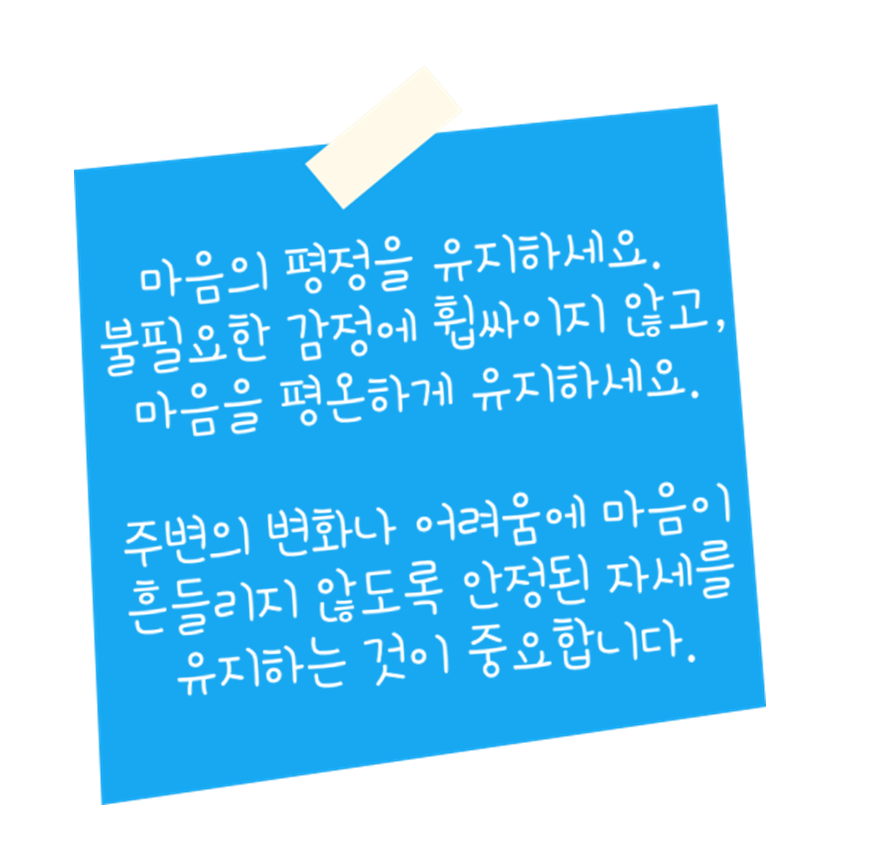 마음의 평정을 유지하세요.
불필요한 감정에 휩싸이지 않고,
마음을 평온하게 유지하세요.
주변의 변화나 어려움에 마음이
흔들리지 않도록 안정된 자세를
유지하는 것이 중요합니다.